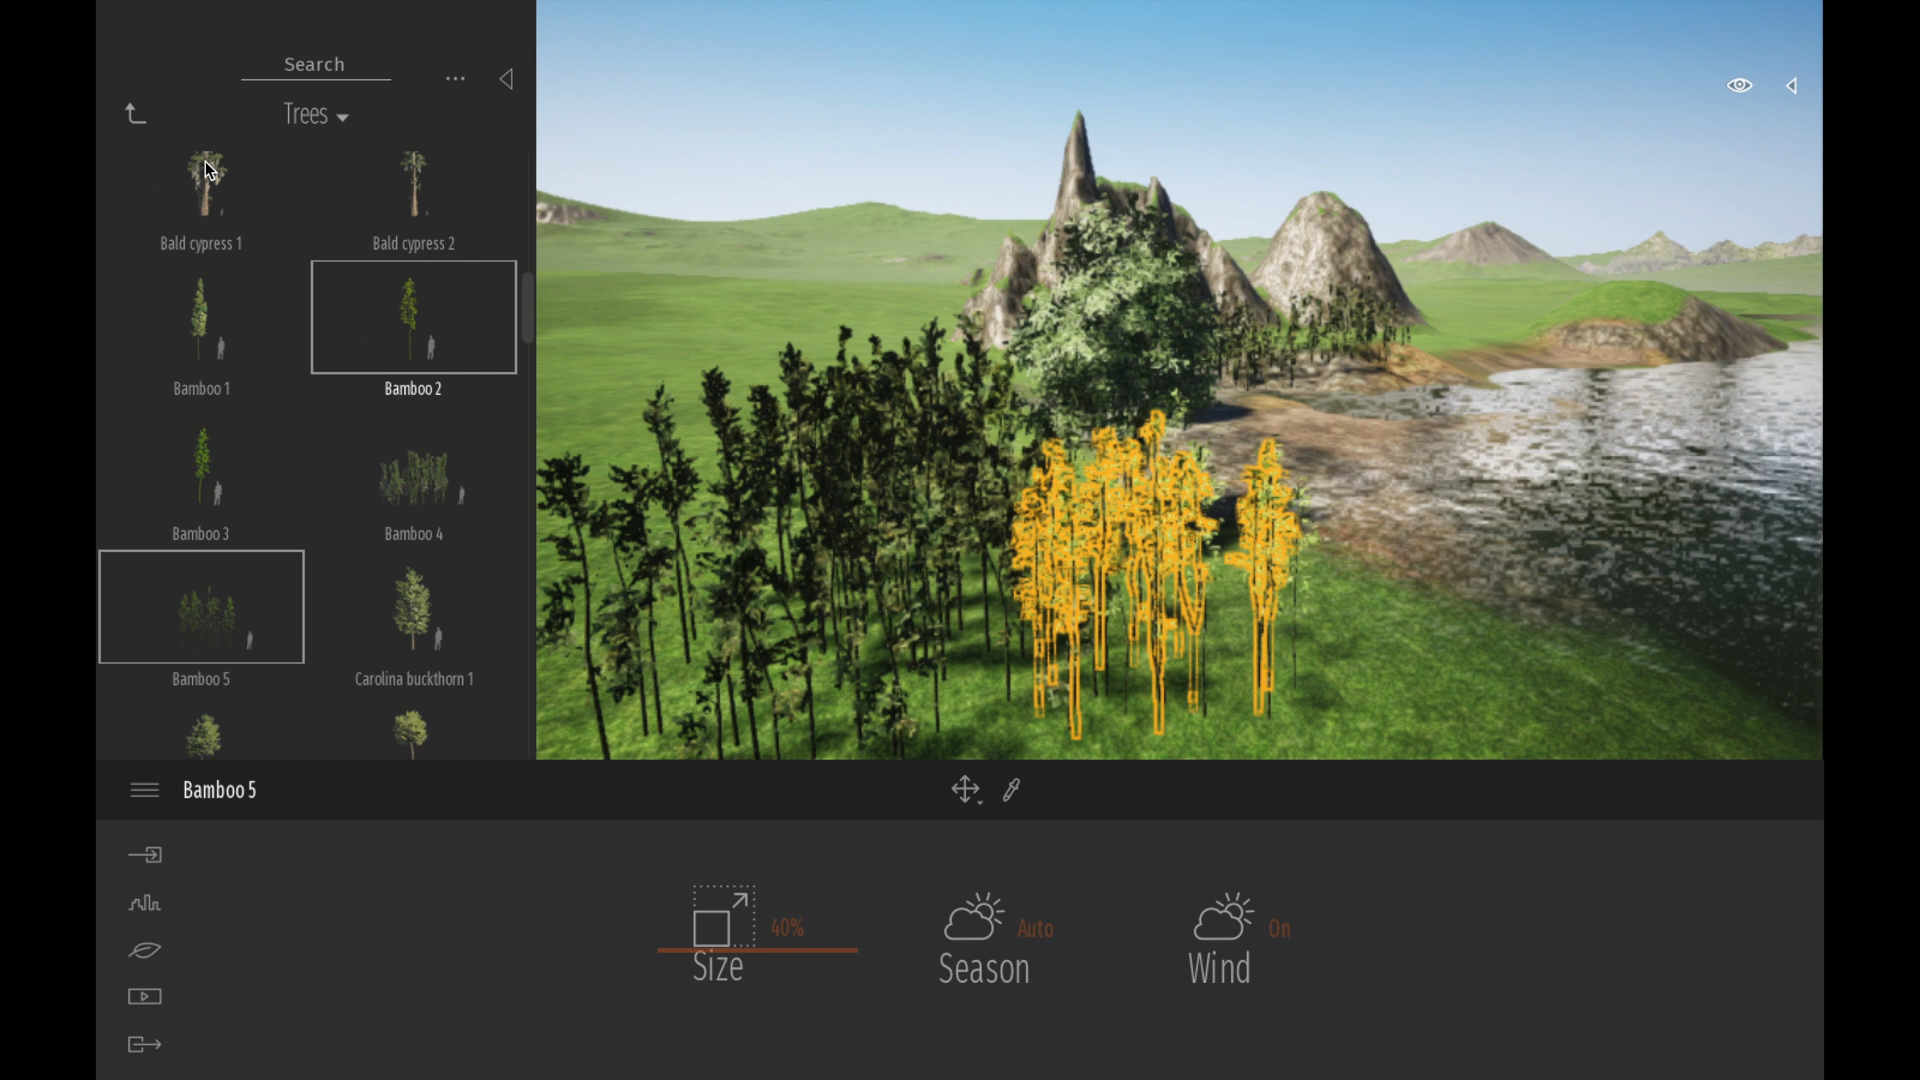 Search
Trees
Bald cypress 1
Bald cypress 2
Bamboo 1
Bamboo 2
Bamboo 3
Bamboo 4
Bamboo 5
Carolina buckthorn 1
Bamboo 5
40%
Size
Auto
Season
On
Wind